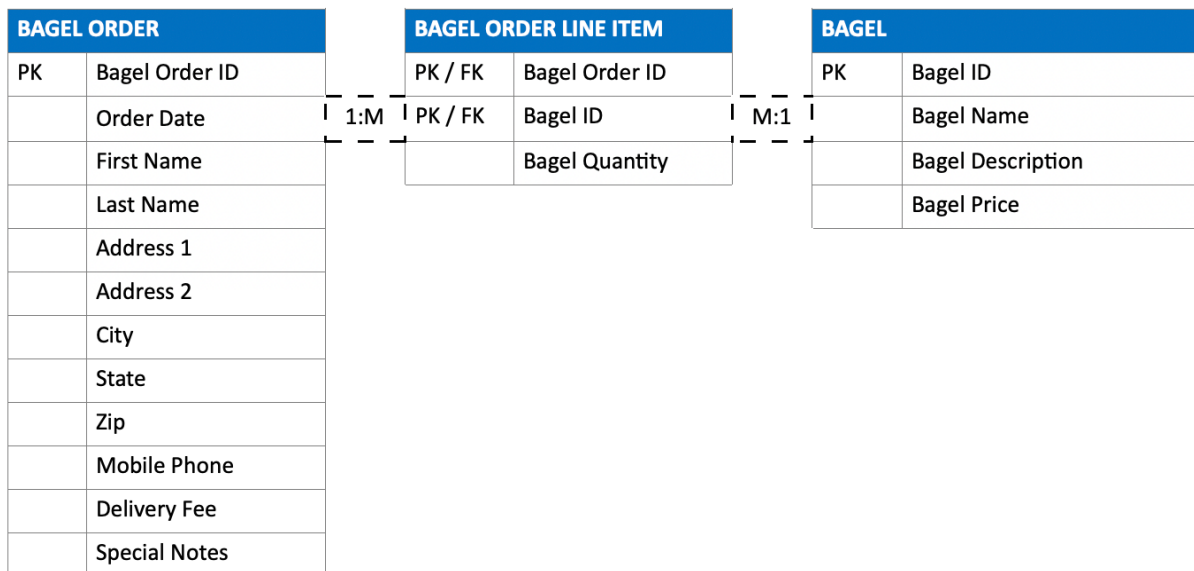 BAGEL ORDER
PK Bagel Order ID
Order Date
First Name
Last Name
Address 1
Address 2
City
State
Zip
Mobile Phone
Delivery Fee
Special Notes
1:M
BAGEL ORDER LINE ITEM
PK / FK Bagel Order ID
PK / FK Bagel ID
Bagel Quantity
M:1
BAGEL
PK Bagel ID
Bagel Name
Bagel Description
Bagel Price